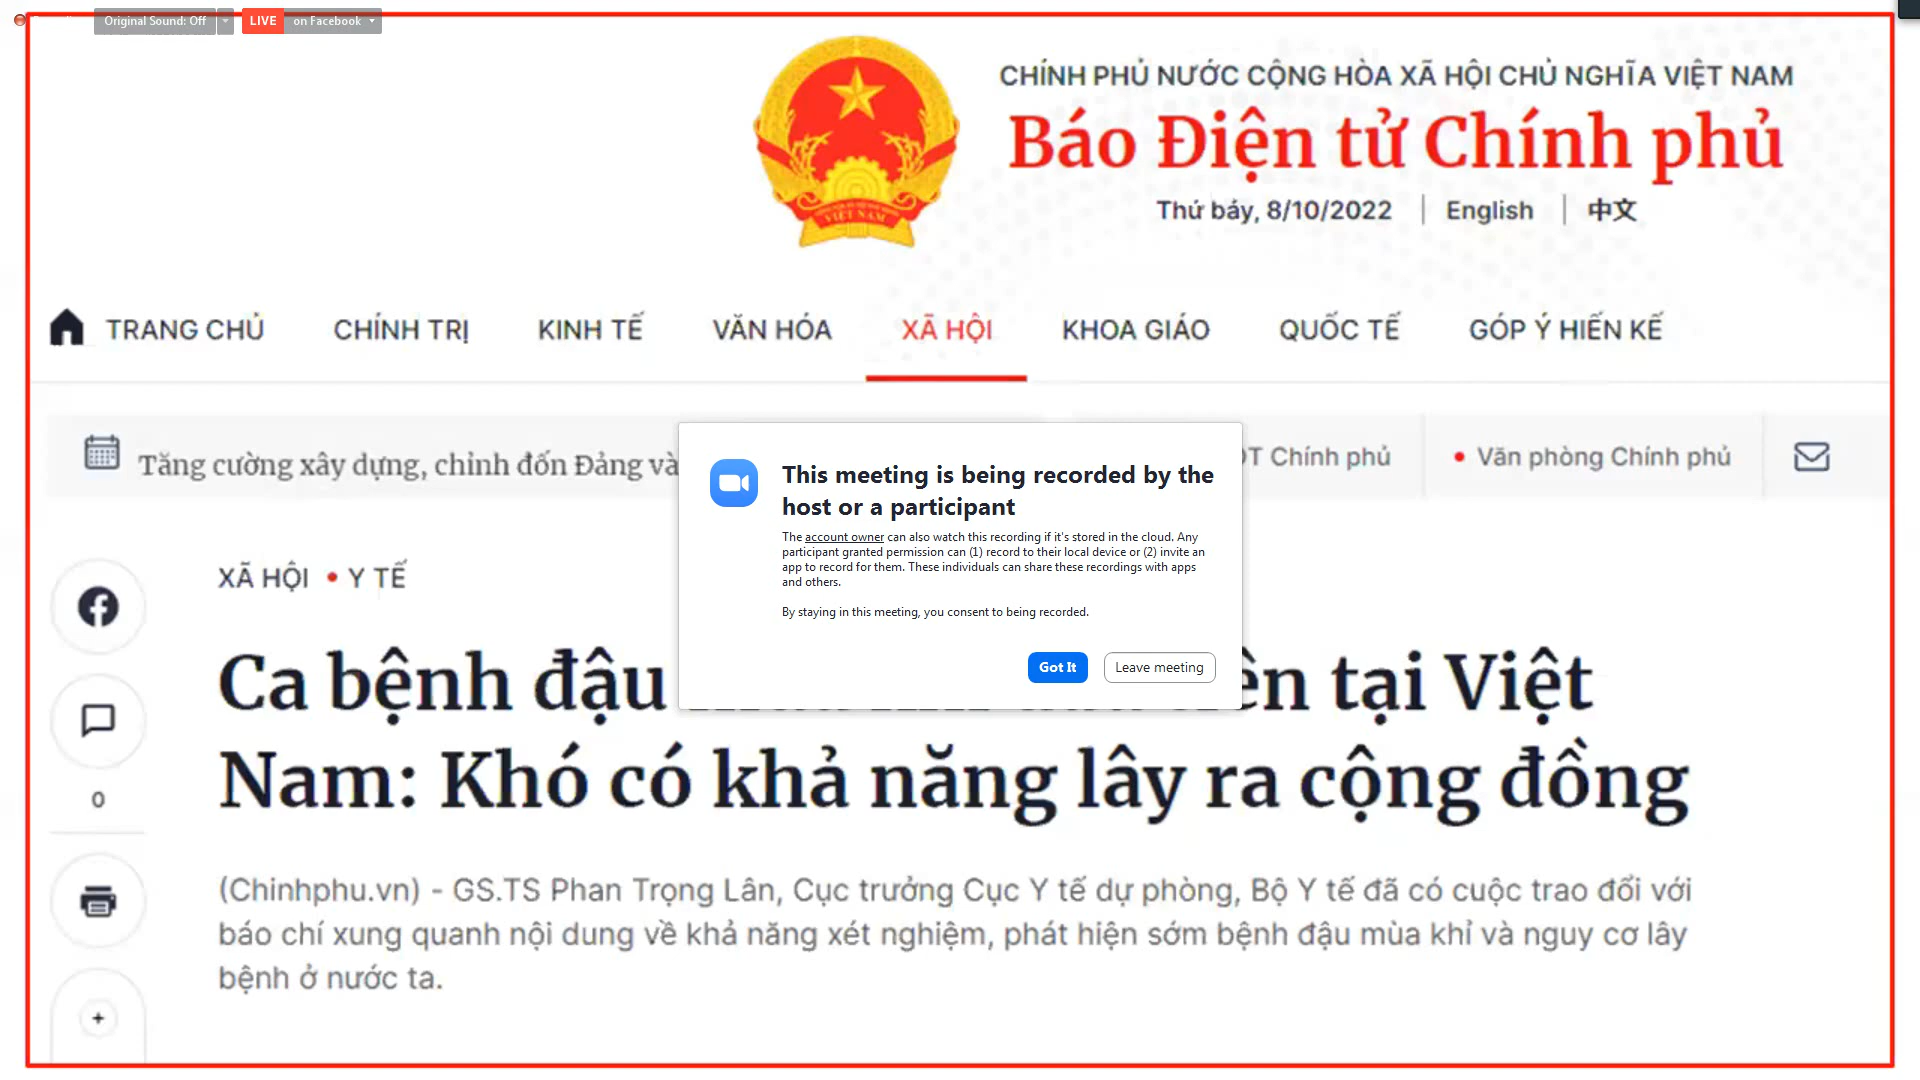 Original Sound: Off
LIVE on Facebook
CHÍNH PHỦ NƯỚC CỘNG HÒA XÃ HỘI CHỦ NGHĨA VIỆT NAM
Báo Điện tử Chính phủ
Thứ bảy, 8/10/2022 | English | 中文
VIỆT NAM
TRANG CHỦ CHÍNH TRỊ KINH TẾ VĂN HÓA XÃ HỘI KHOA GIÁO QUỐC TẾ GÓP Ý HIẾN KẾ
Tăng cường xây dựng, chỉnh đốn Đảng và
Chính phủ • Văn phòng Chính phủ
This meeting is being recorded by the
host or a participant
The account owner can also watch this recording if it's stored in the cloud. Any
participant granted permission can (1) record to their local device or (2) invite an
app to record for them. These individuals can share these recordings with apps
and others.
By staying in this meeting, you consent to being recorded.
Got It Leave meeting
XÃ HỘI • Y TẾ
Ca bệnh đậu tại Việt
Nam: Khó có khả năng lây ra cộng đồng
0
(Chinhphu.vn) - GS.TS Phan Trọng Lân, Cục trưởng Cục Y tế dự phòng, Bộ Y tế đã có cuộc trao đổi với
báo chí xung quanh nội dung về khả năng xét nghiệm, phát hiện sớm bệnh đậu mùa khỉ và nguy cơ lây
bệnh ở nước ta.